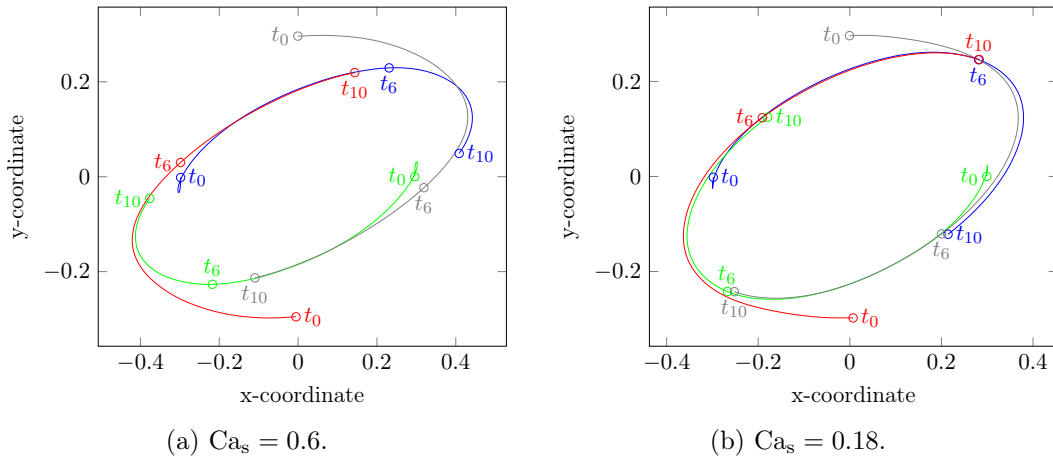 t₀
t₁₀
t₆
t₆
t₀
t₁₀
t₀
t₁₀
t₆
t₆
t₁₀
t₀
0.2
0
−0.2
y-coordinate
−0.4
−0.2
0
0.2
0.4
x-coordinate
(a) Caₛ = 0.6.
t₀
t₁₀
t₆
t₆
t₁₀
t₀
t₀
t₆
t₁₀
t₆
t₁₀
t₀
0.2
0
−0.2
y-coordinate
−0.4
−0.2
0
0.2
0.4
x-coordinate
(b) Caₛ = 0.18.